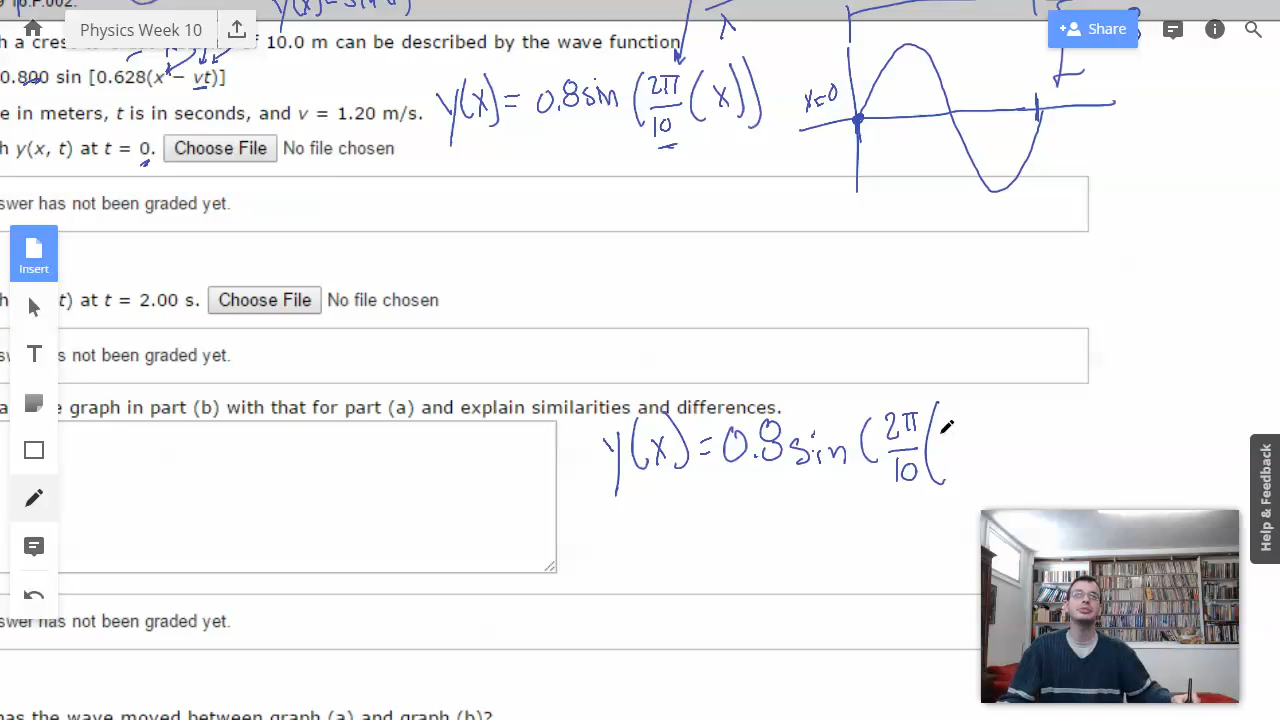 Physics Week 10
Share
h a cres of 10.0 m can be described by the wave function
0.800 sin [0.628(x − vt)]
y(x) = 0.8 sin (2π/10 (x))
x=0
λ
e in meters, t is in seconds, and v = 1.20 m/s.
h y(x, t) at t = 0. Choose File No file chosen
swer has not been graded yet.
Insert
h t) at t = 2.00 s. Choose File No file chosen
s not been graded yet.
graph in part (b) with that for part (a) and explain similarities and differences.
y(x) = 0.8 sin (2π/10 (
Help & Feedback
swer has not been graded yet.
has the wave moved between graph (a) and graph (b)?